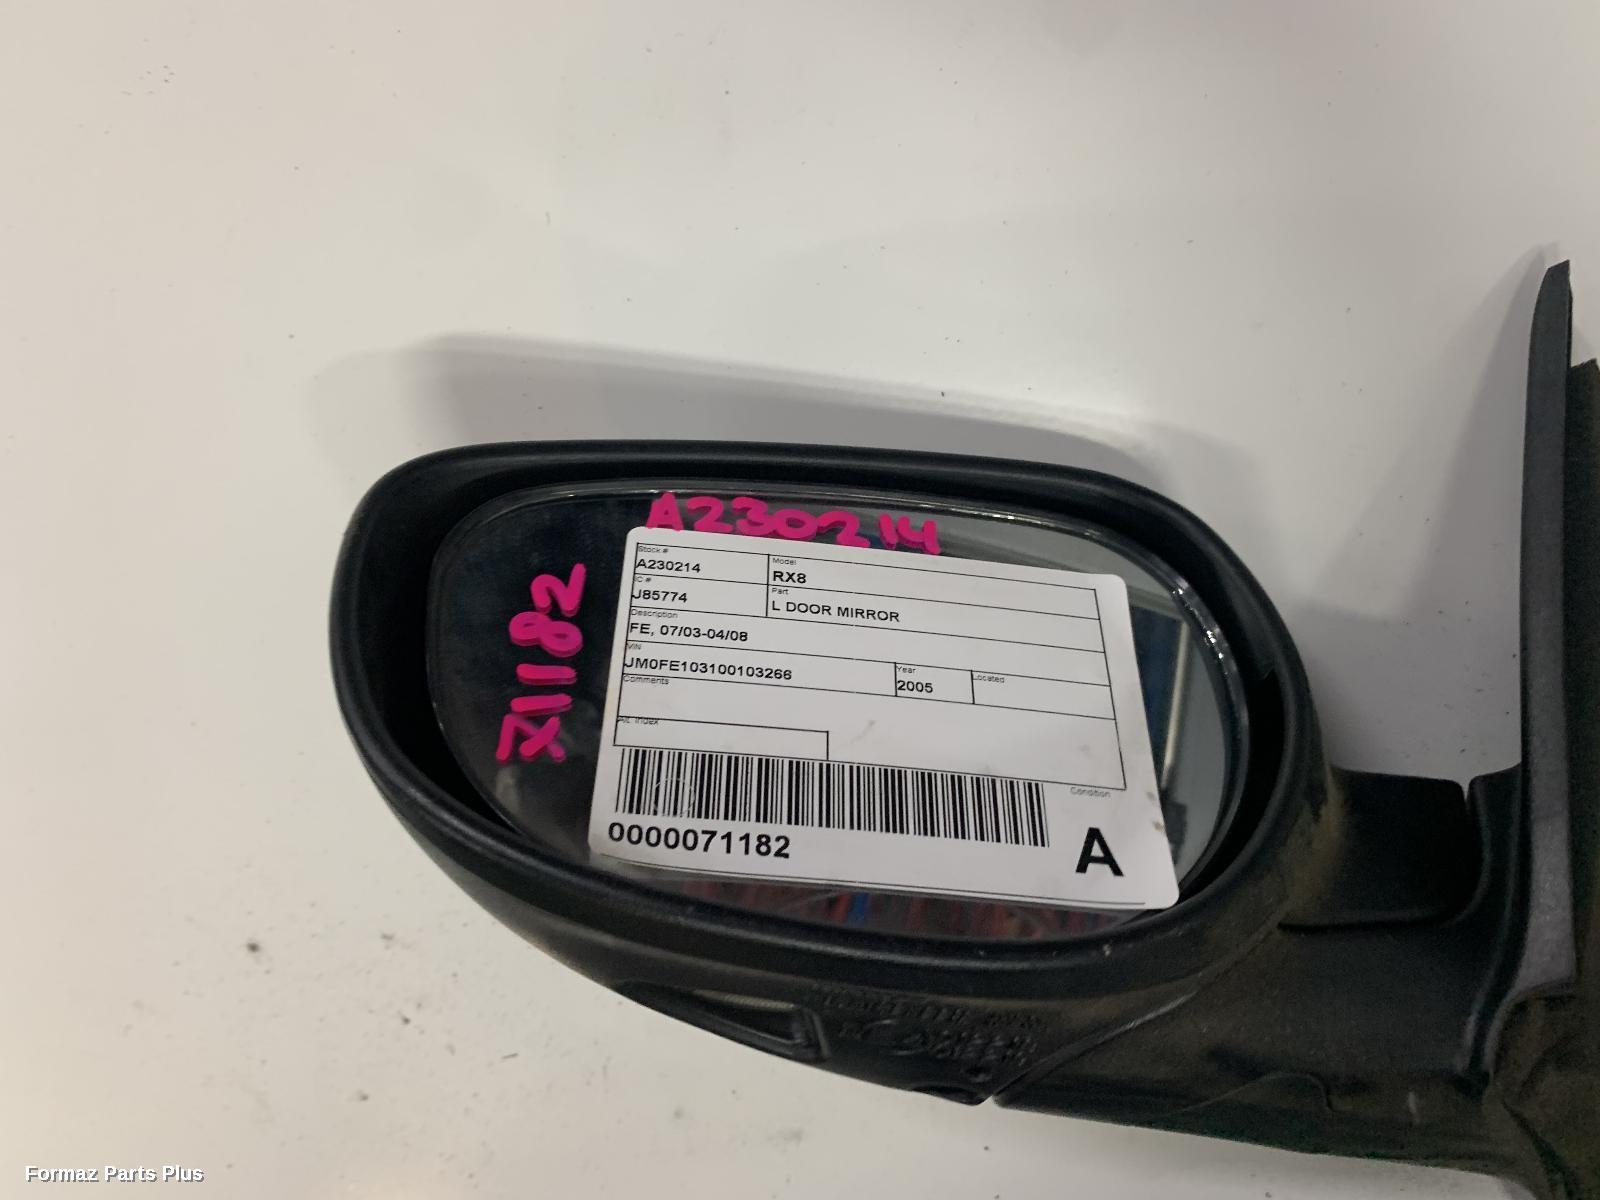 A230214
71182
Stock #
A230214
Model
RX8
IC #
J85774
Part
L DOOR MIRROR
Description
FE, 07/03-04/08
VIN
JM0FE103100103266
Year
2005
Located
Comments
Alt. Index
Condition
0000071182
A
Formaz Parts Plus